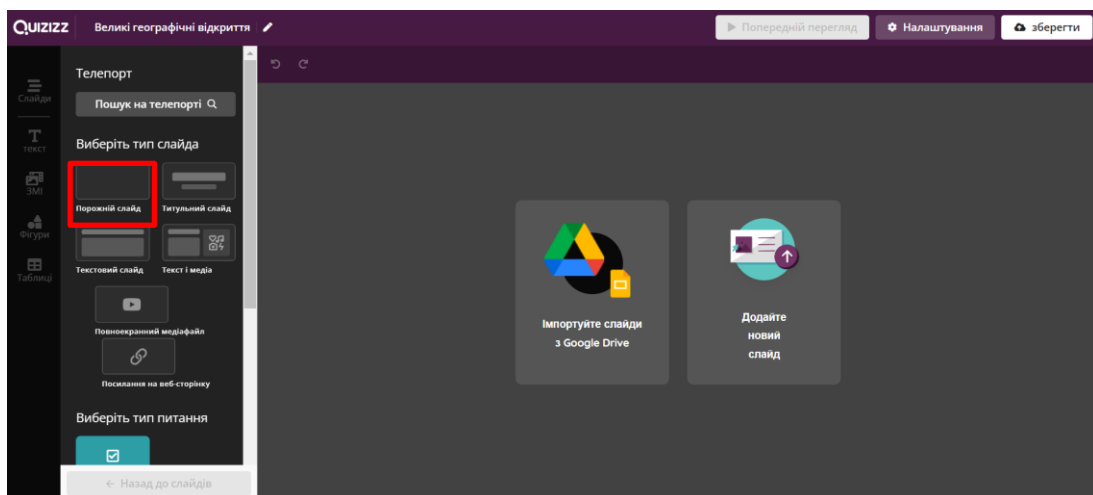 QUIZIZZ Великі географічні відкриття
Попередній перегляд Налаштування зберегти
Слайди
текст
ЗМІ
Фігури
Таблиці
Телепорт
Пошук на телепорті
Виберіть тип слайда
Порожній слайд Титульний слайд
Текстовий слайд Текст і медіа
Повноекранний медіафайл
Посилання на веб-сторінку
Виберіть тип питання
← Назад до слайдів
Імпортуйте слайди
з Google Drive
Додайте
новий
слайд